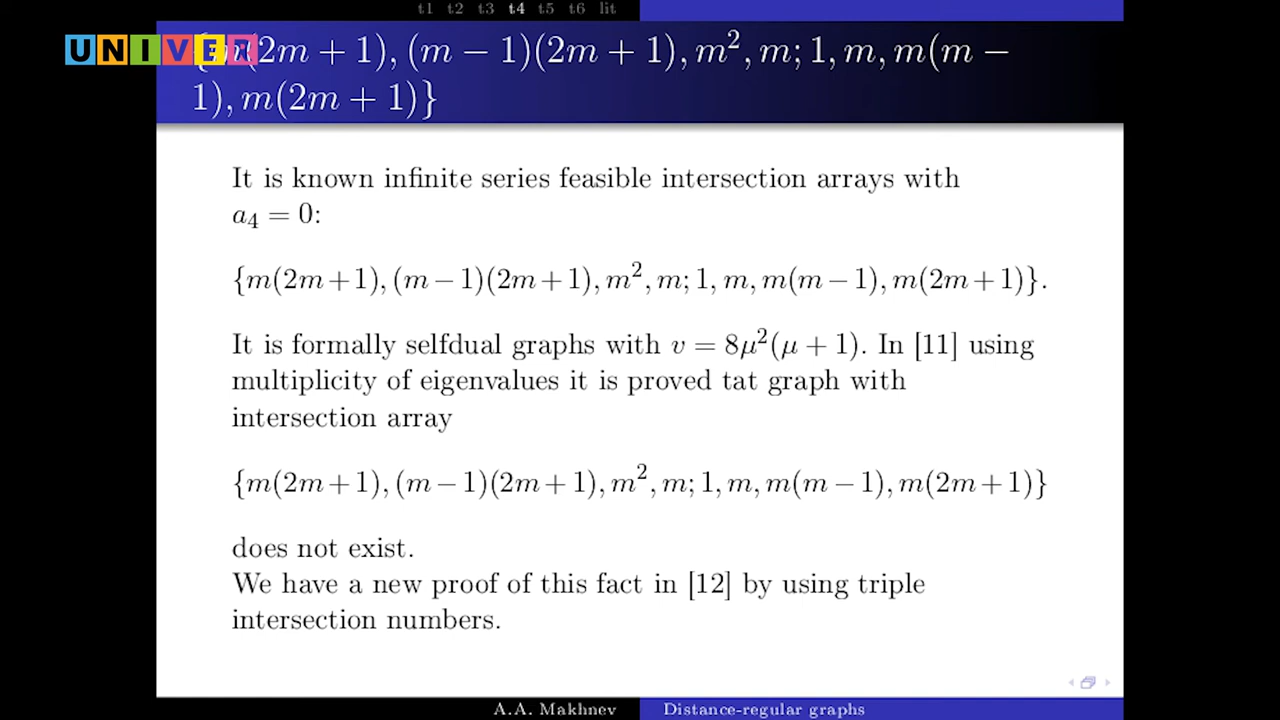 t1 t2 t3 t4 t5 t6 lit
UNIVER
{m(2m + 1), (m − 1)(2m + 1), m², m; 1, m, m(m −
1), m(2m + 1)}
It is known infinite series feasible intersection arrays with
a₄ = 0:
{m(2m+1), (m−1)(2m+1), m², m; 1, m, m(m−1), m(2m+1)}.
It is formally selfdual graphs with v = 8μ²(μ + 1). In [11] using
multiplicity of eigenvalues it is proved tat graph with
intersection array
{m(2m+1), (m−1)(2m+1), m², m; 1, m, m(m−1), m(2m+1)}
does not exist.
We have a new proof of this fact in [12] by using triple
intersection numbers.
A.A. Makhnev Distance-regular graphs